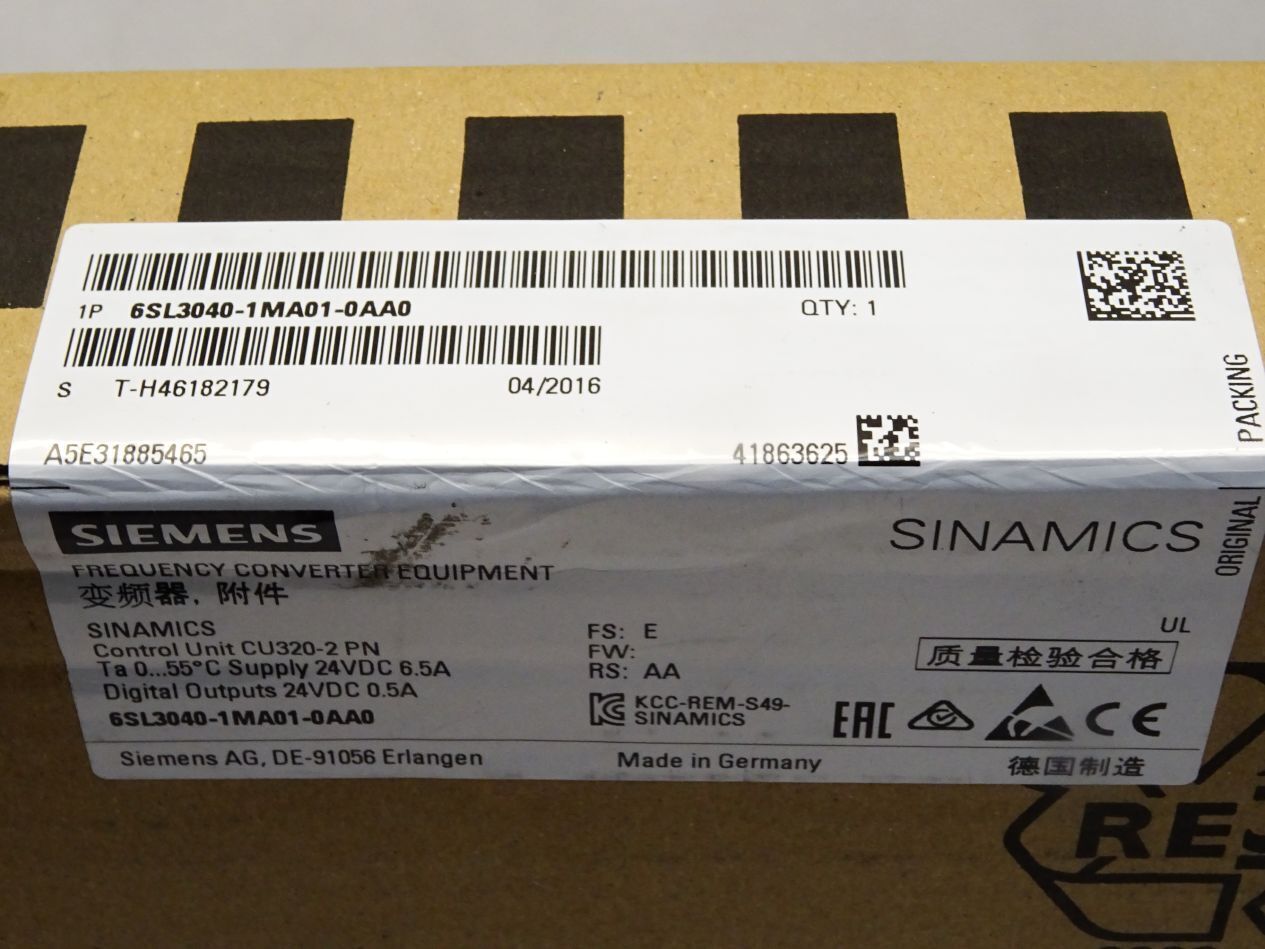 1P 6SL3040-1MA01-0AA0 QTY: 1
S T-H46182179 04/2016
A5E31885465 41863625
ORIGINAL PACKING
SIEMENS SINAMICS
FREQUENCY CONVERTER EQUIPMENT
变频器, 附件
SINAMICS
Control Unit CU320-2 PN
Ta 0...55°C Supply 24VDC 6.5A
Digital Outputs 24VDC 0.5A
6SL3040-1MA01-0AA0
FS: E
FW:
RS: AA
KCC-REM-S49-
SINAMICS
UL
质量检验合格
EAC CE
Siemens AG, DE-91056 Erlangen Made in Germany 德国制造